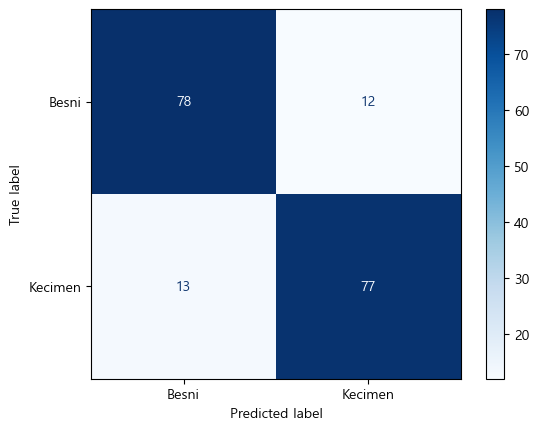 Besni
78
12
Kecimen
13
77
Besni
Kecimen
Predicted label
True label
70
60
50
40
30
20